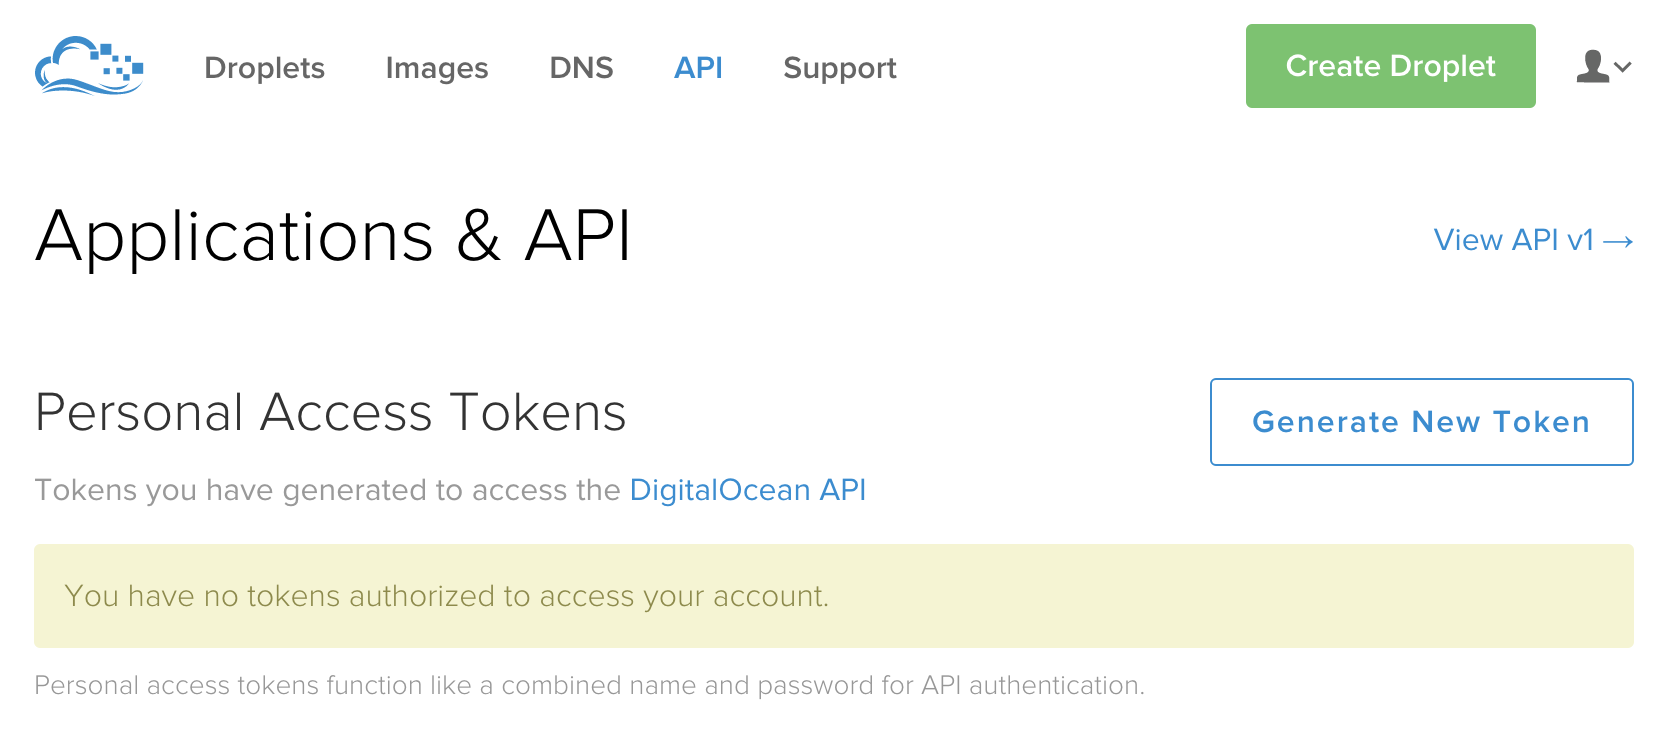 Droplets Images DNS API Support Create Droplet
Applications & API
View API v1 →
Personal Access Tokens
Generate New Token
Tokens you have generated to access the DigitalOcean API
You have no tokens authorized to access your account.
Personal access tokens function like a combined name and password for API authentication.